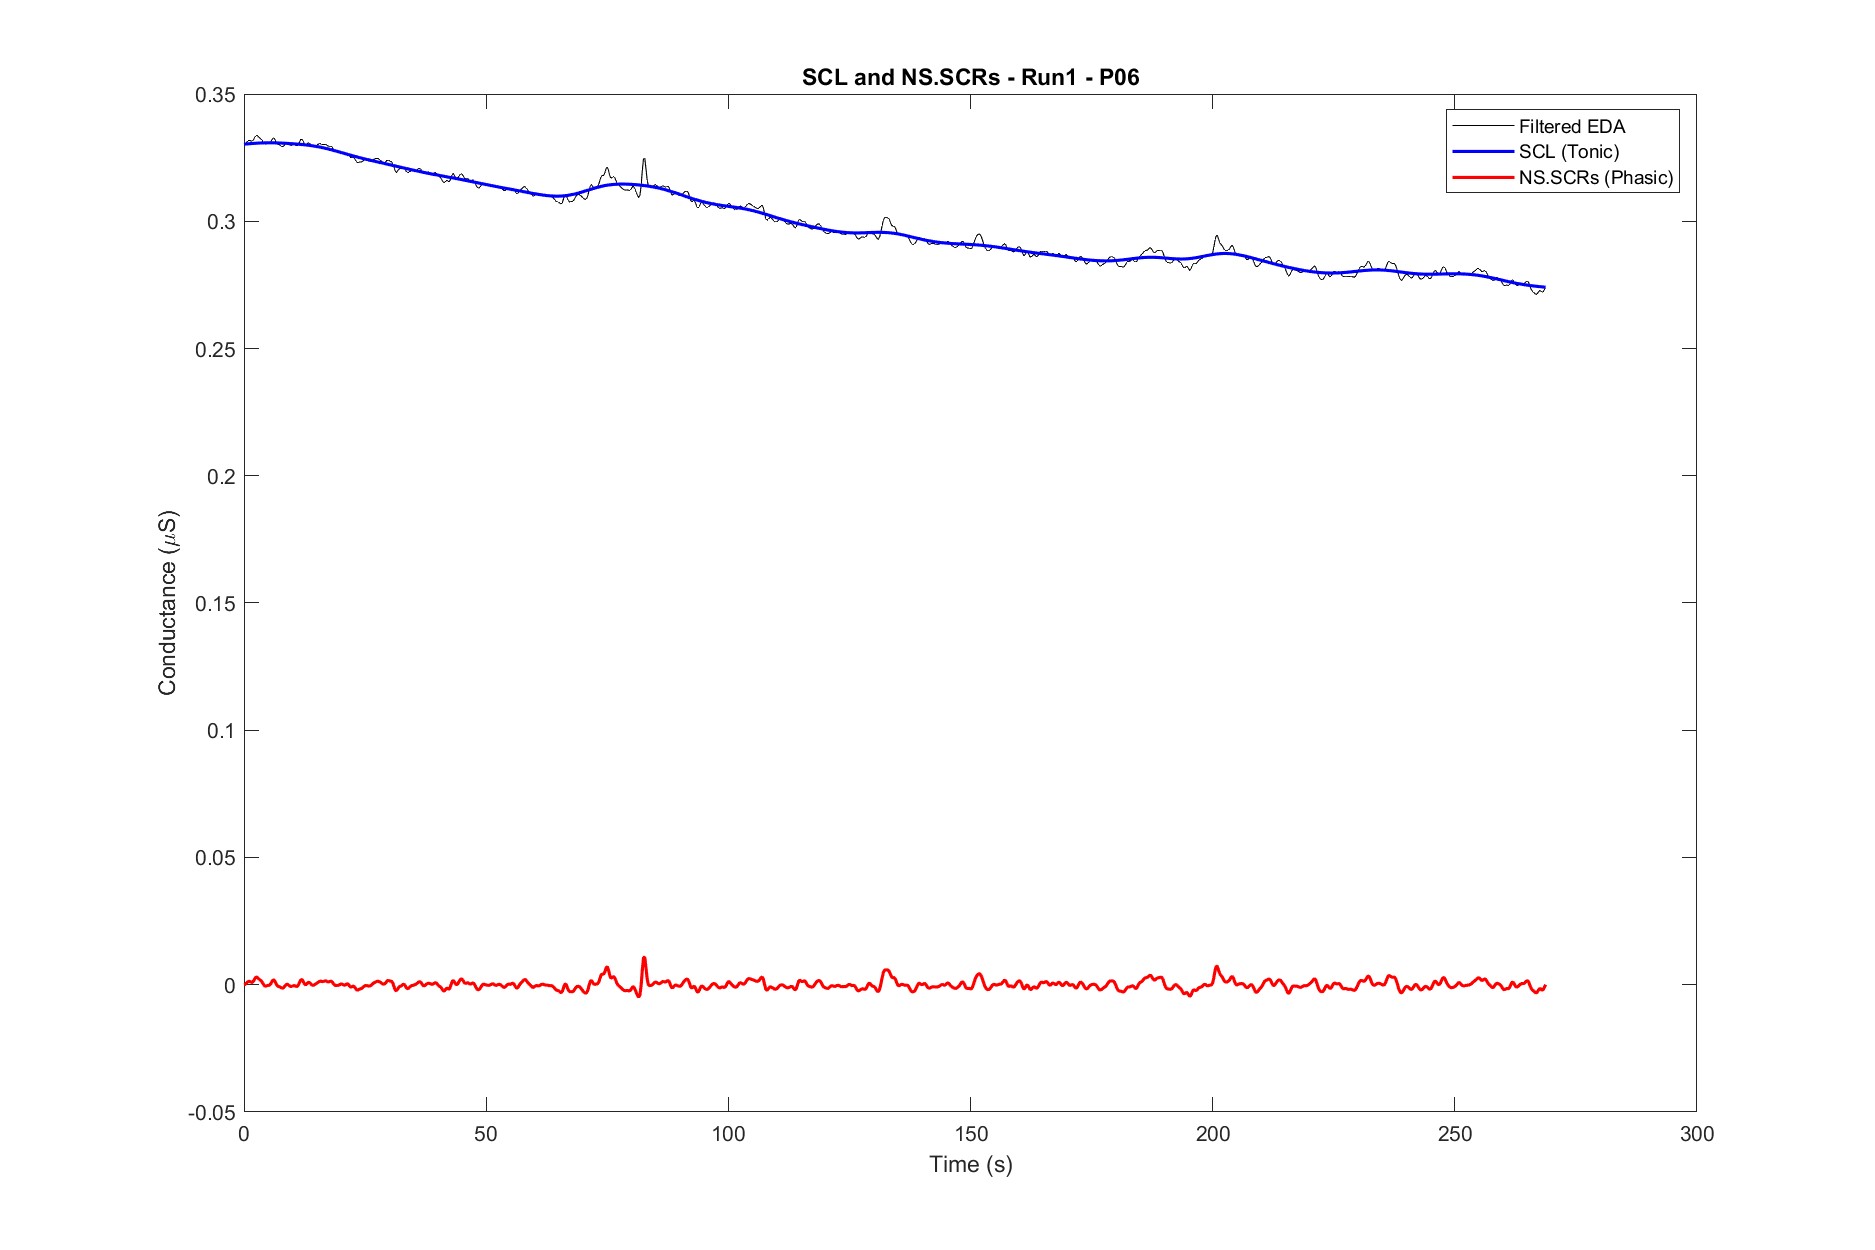 SCL and NS.SCRs - Run1 - P06
0.35
0.3
0.25
0.2
0.15
0.1
0.05
0
-0.05
Conductance (μS)
Filtered EDA
SCL (Tonic)
NS.SCRs (Phasic)
0 50 100 150 200 250 300
Time (s)